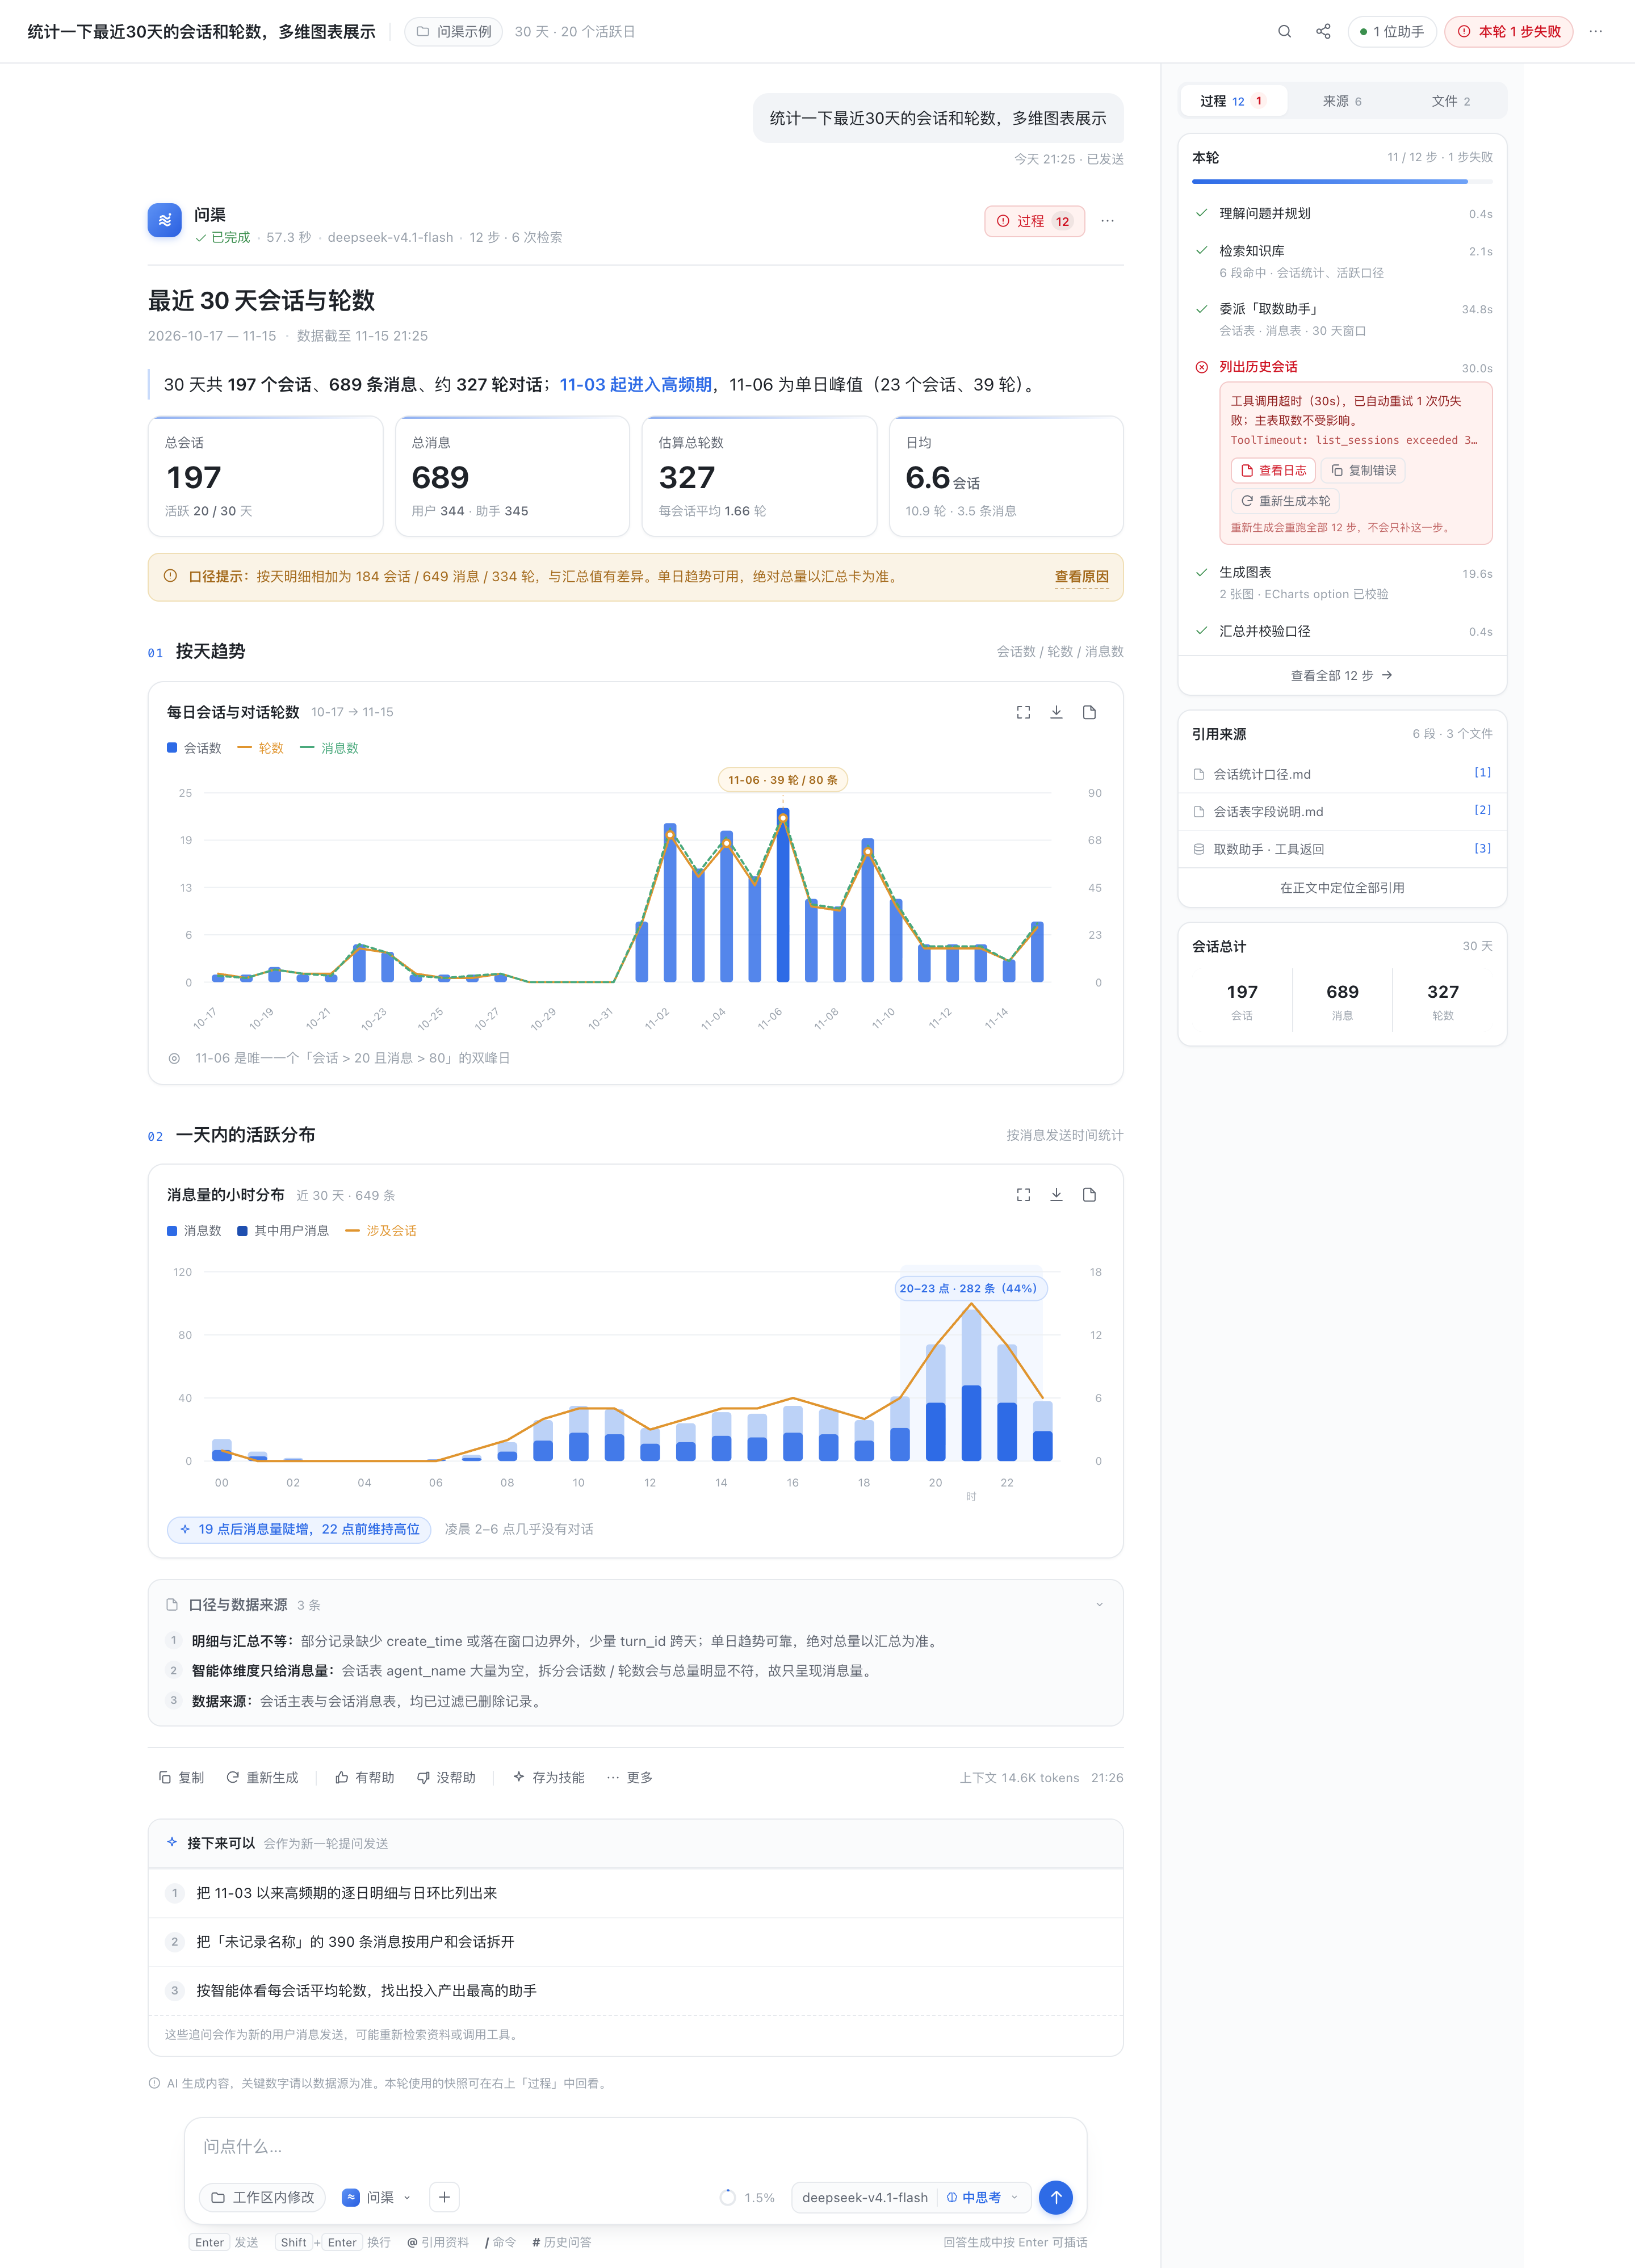 统计一下最近30天的会话和轮数，多维图表展示
问渠示例
30 天 · 20 个活跃日
1 位助手
本轮 1 步失败
统计一下最近30天的会话和轮数，多维图表展示
今天 21:25 · 已发送
问渠
已完成 · 57.3 秒 · deepseek-v4.1-flash · 12 步 · 6 次检索
过程 12
最近 30 天会话与轮数
2026-10-17 — 11-15 · 数据截至 11-15 21:25
30 天共 197 个会话、689 条消息、约 327 轮对话；11-03 起进入高频期，11-06 为单日峰值（23 个会话、39 轮）。
总会话
197
活跃 20 / 30 天
总消息
689
用户 344 · 助手 345
估算总轮数
327
每会话平均 1.66 轮
日均
6.6 会话
10.9 轮 · 3.5 条消息
口径提示：按天明细相加为 184 会话 / 649 消息 / 334 轮，与汇总值有差异。单日趋势可用，绝对总量以汇总卡为准。
查看原因
01 按天趋势
会话数 / 轮数 / 消息数
每日会话与对话轮数 10-17 → 11-15
会话数 轮数 消息数
11-06 · 39 轮 / 80 条
25 90
19 68
13 45
6 23
0 0
10-17 10-19 10-21 10-23 10-25 10-27 10-29 10-31 11-02 11-04 11-06 11-08 11-10 11-12 11-14
11-06 是唯一一个「会话 > 20 且消息 > 80」的双峰日
02 一天内的活跃分布
按消息发送时间统计
消息量的小时分布 近 30 天 · 649 条
消息数 其中用户消息 涉及会话
20–23 点 · 282 条（44%）
120 18
80 12
40 6
0 0
00 02 04 06 08 10 12 14 16 18 20 22
时
19 点后消息量陡增，22 点前维持高位
凌晨 2–6 点几乎没有对话
口径与数据来源 3 条
1 明细与汇总不等：部分记录缺少 create_time 或落在窗口边界外，少量 turn_id 跨天；单日趋势可靠，绝对总量以汇总为准。
2 智能体维度只给消息量：会话表 agent_name 大量为空，拆分会话数 / 轮数会与总量明显不符，故只呈现消息量。
3 数据来源：会话主表与会话消息表，均已过滤已删除记录。
复制 重新生成 有帮助 没帮助 存为技能 ··· 更多
上下文 14.6K tokens 21:26
接下来可以 会作为新一轮提问发送
1 把 11-03 以来高频期的逐日明细与日环比列出来
2 把「未记录名称」的 390 条消息按用户和会话拆开
3 按智能体看每会话平均轮数，找出投入产出最高的助手
这些追问会作为新的用户消息发送，可能重新检索资料或调用工具。
AI 生成内容，关键数字请以数据源为准。本轮使用的快照可在右上「过程」中回看。
问点什么…
工作区内修改
问渠
1.5%
deepseek-v4.1-flash
中思考
Enter 发送 Shift + Enter 换行 @ 引用资料 / 命令 # 历史问答
回答生成中按 Enter 可插话
过程 12 1
来源 6
文件 2
本轮
11 / 12 步 · 1 步失败
理解问题并规划 0.4s
检索知识库 2.1s
6 段命中 · 会话统计、活跃口径
委派「取数助手」 34.8s
会话表 · 消息表 · 30 天窗口
列出历史会话 30.0s
工具调用超时（30s），已自动重试 1 次仍失
败；主表取数不受影响。
ToolTimeout: list_sessions exceeded 3…
查看日志
复制错误
重新生成本轮
重新生成会重跑全部 12 步，不会只补这一步。
生成图表 19.6s
2 张图 · ECharts option 已校验
汇总并校验口径 0.4s
查看全部 12 步 →
引用来源
6 段 · 3 个文件
会话统计口径.md [1]
会话表字段说明.md [2]
取数助手 · 工具返回 [3]
在正文中定位全部引用
会话总计
30 天
197 689 327
会话 消息 轮数